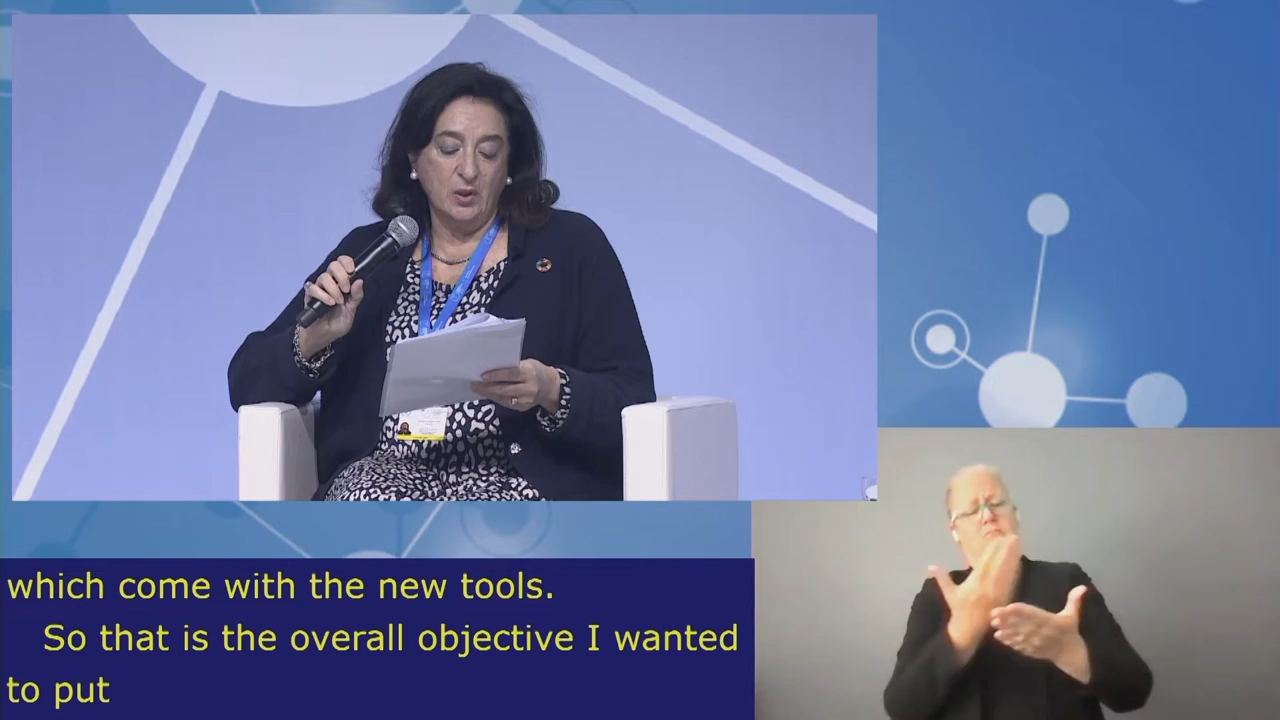 which come with the new tools.
So that is the overall objective I wanted
to put